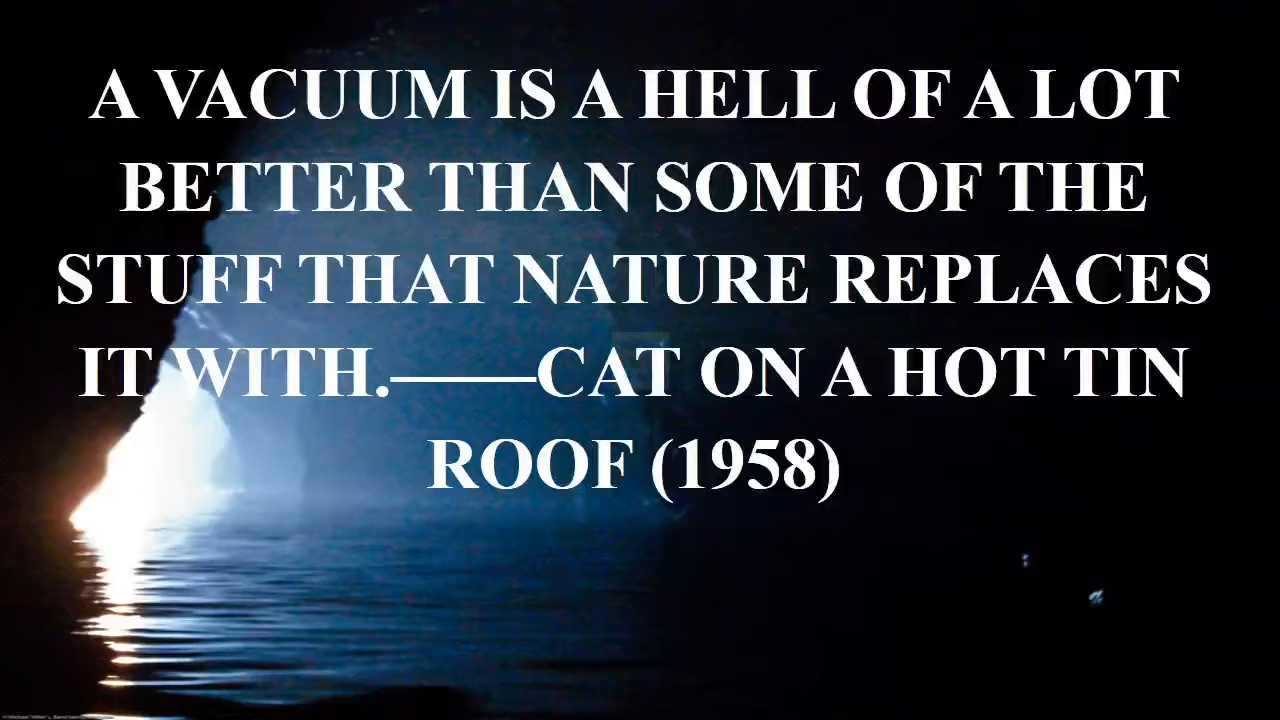 A VACUUM IS A HELL OF A LOT
BETTER THAN SOME OF THE
STUFF THAT NATURE REPLACES
IT WITH.——CAT ON A HOT TIN
ROOF (1958)